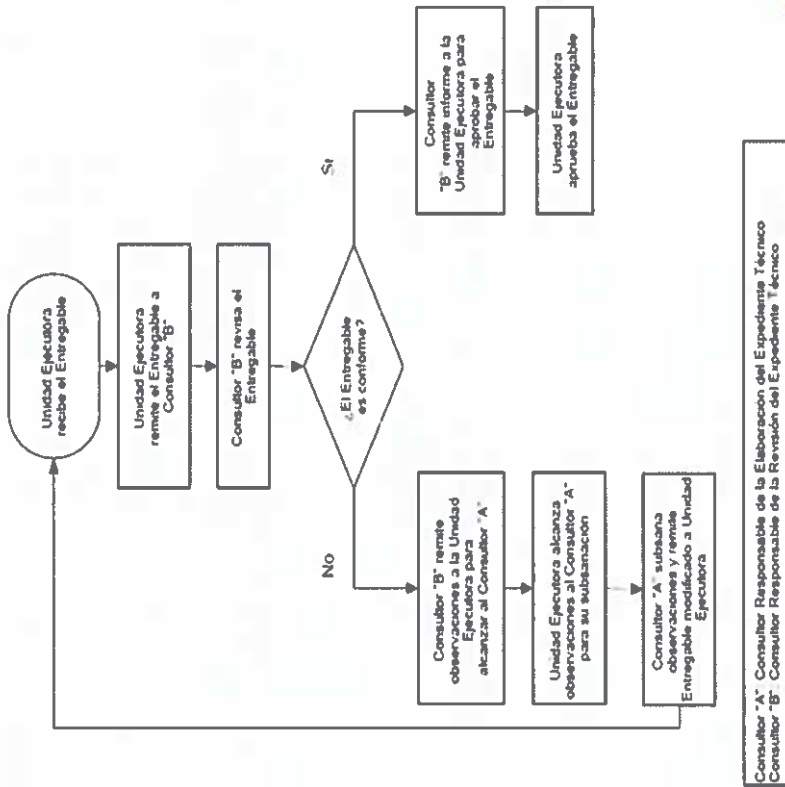 Unidad Ejecutora
recibe el Entregable
Unidad Ejecutora
remite el Entregable a
Consultor "B"
Consultor "B" revisa el
Entregable
¿El Entregable
es conforme?
No
Consultor "B" remite
observaciones a la Unidad
Ejecutora para
alcanzar al Consultor "A"
Unidad Ejecutora alcanza
observaciones al Consultor "A"
para su subsanación
Consultor "A" subsana
observaciones y remite
Entregable modificado a Unidad
Ejecutora
Si
Consultor
"B" remite informe a la
Unidad Ejecutora para
aprobar el
Entregable
Unidad Ejecutora
aprueba el Entregable
Consultor "A": Consultor Responsable de la Elaboración del Expediente Técnico
Consultor "B": Consultor Responsable de la Revisión del Expediente Técnico